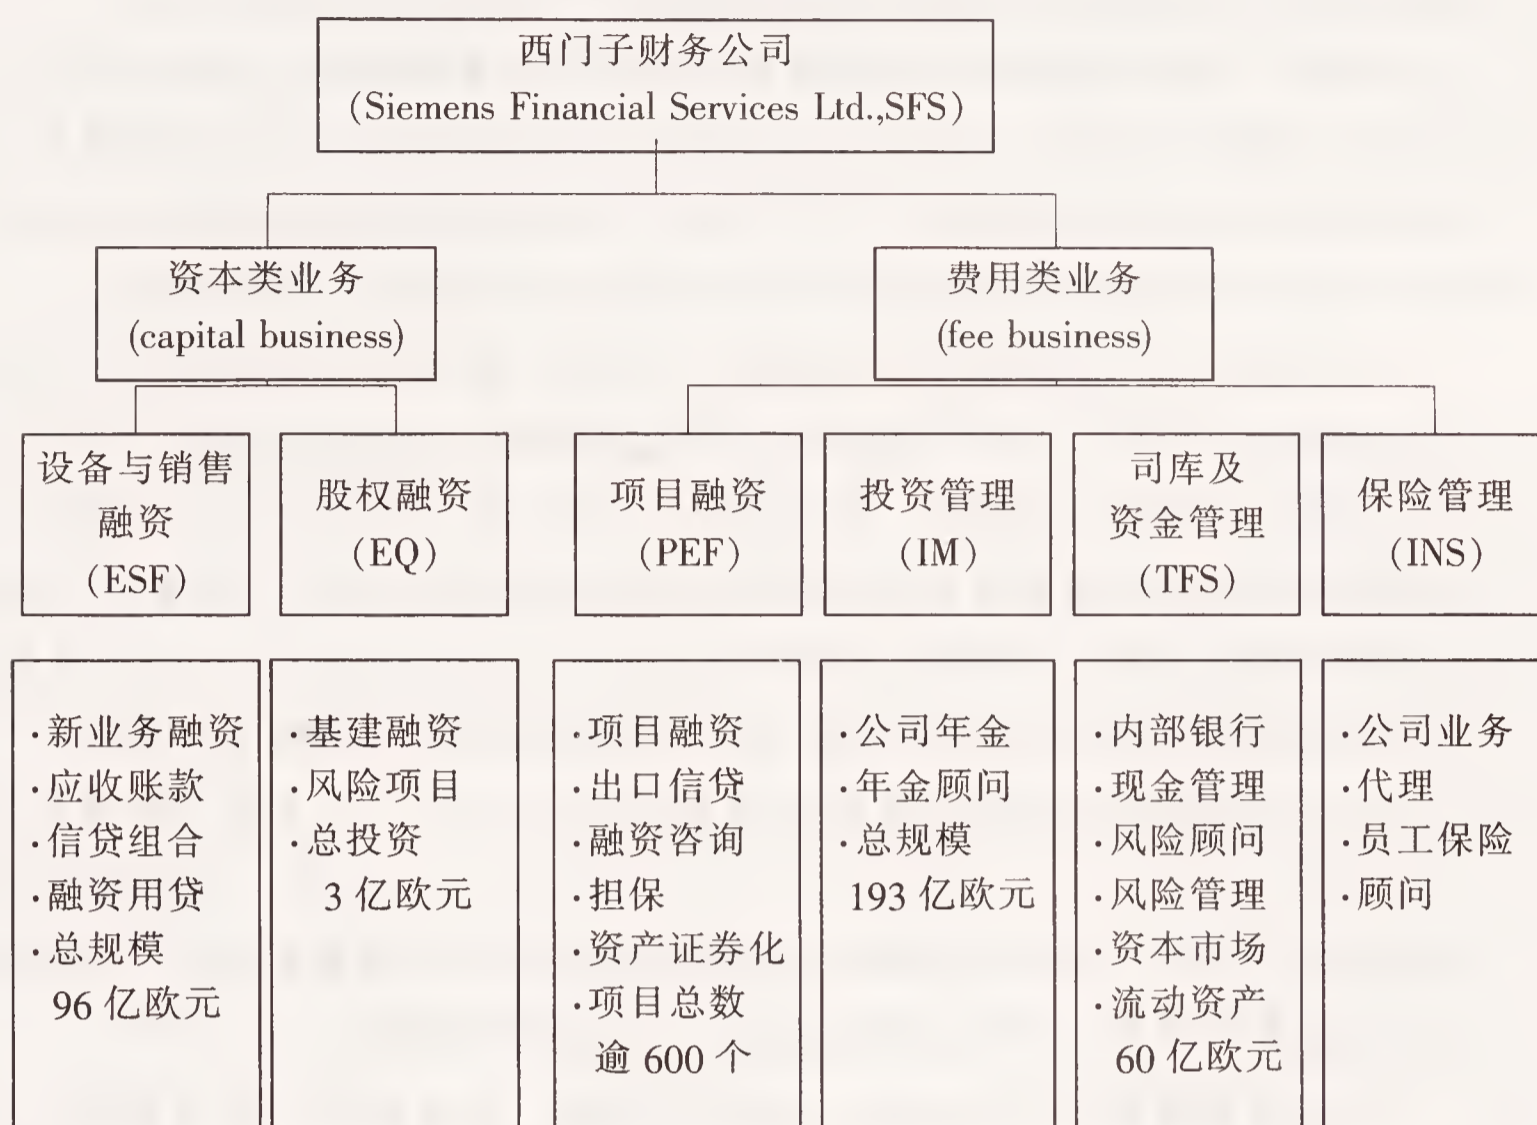 西门子财务公司
(Siemens Financial Services Ltd.,SFS)
资本类业务
(capital business)
费用类业务
(fee business)
设备与销售
融资
(ESF)
股权融资
(EQ)
项目融资
(PEF)
投资管理
(IM)
司库及
资金管理
(TFS)
保险管理
(INS)
·新业务融资
·应收账款
·信贷组合
·融资用贷
·总规模
96 亿欧元
·基建融资
·风险项目
·总投资
3 亿欧元
·项目融资
·出口信贷
·融资咨询
·担保
·资产证券化
·项目总数
逾 600 个
·公司年金
·年金顾问
·总规模
193 亿欧元
·内部银行
·现金管理
·风险顾问
·风险管理
·资本市场
·流动资产
60 亿欧元
·公司业务
·代理
·员工保险
·顾问